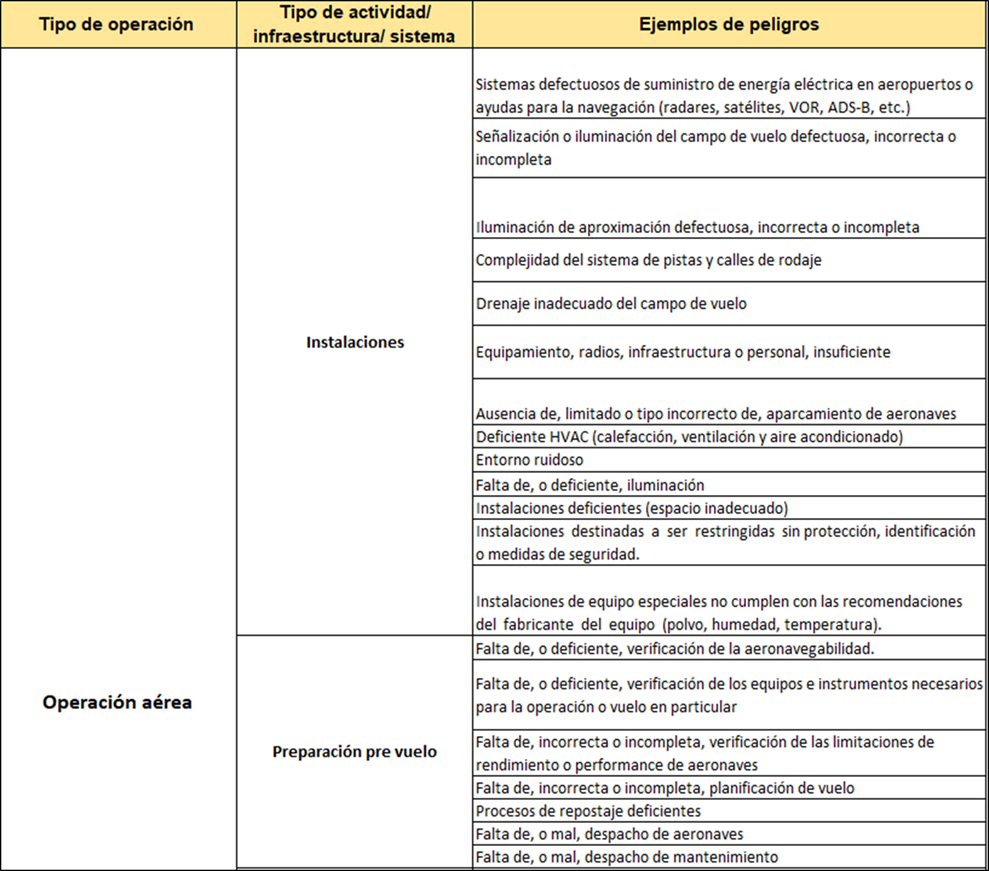 Tipo de operación
Tipo de actividad/
infraestructura/ sistema
Ejemplos de peligros
Operación aérea
Instalaciones
Sistemas defectuosos de suministro de energía eléctrica en aeropuertos o
ayudas para la navegación (radares, satélites, VOR, ADS-B, etc.)
Señalización o iluminación del campo de vuelo defectuosa, incorrecta o
incompleta
Iluminación de aproximación defectuosa, incorrecta o incompleta
Complejidad del sistema de pistas y calles de rodaje
Drenaje inadecuado del campo de vuelo
Equipamiento, radios, infraestructura o personal, insuficiente
Ausencia de, limitado o tipo incorrecto de, aparcamiento de aeronaves
Deficiente HVAC (calefacción, ventilación y aire acondicionado)
Entorno ruidoso
Falta de, o deficiente, iluminación
Instalaciones deficientes (espacio inadecuado)
Instalaciones destinadas a ser restringidas sin protección, identificación
o medidas de seguridad.
Instalaciones de equipo especiales no cumplen con las recomendaciones
del fabricante del equipo (polvo, humedad, temperatura).
Preparación pre vuelo
Falta de, o deficiente, verificación de la aeronavegabilidad.
Falta de, o deficiente, verificación de los equipos e instrumentos necesarios
para la operación o vuelo en particular
Falta de, incorrecta o incompleta, verificación de las limitaciones de
rendimiento o performance de aeronaves
Falta de, incorrecta o incompleta, planificación de vuelo
Procesos de repostaje deficientes
Falta de, o mal, despacho de aeronaves
Falta de, o mal, despacho de mantenimiento